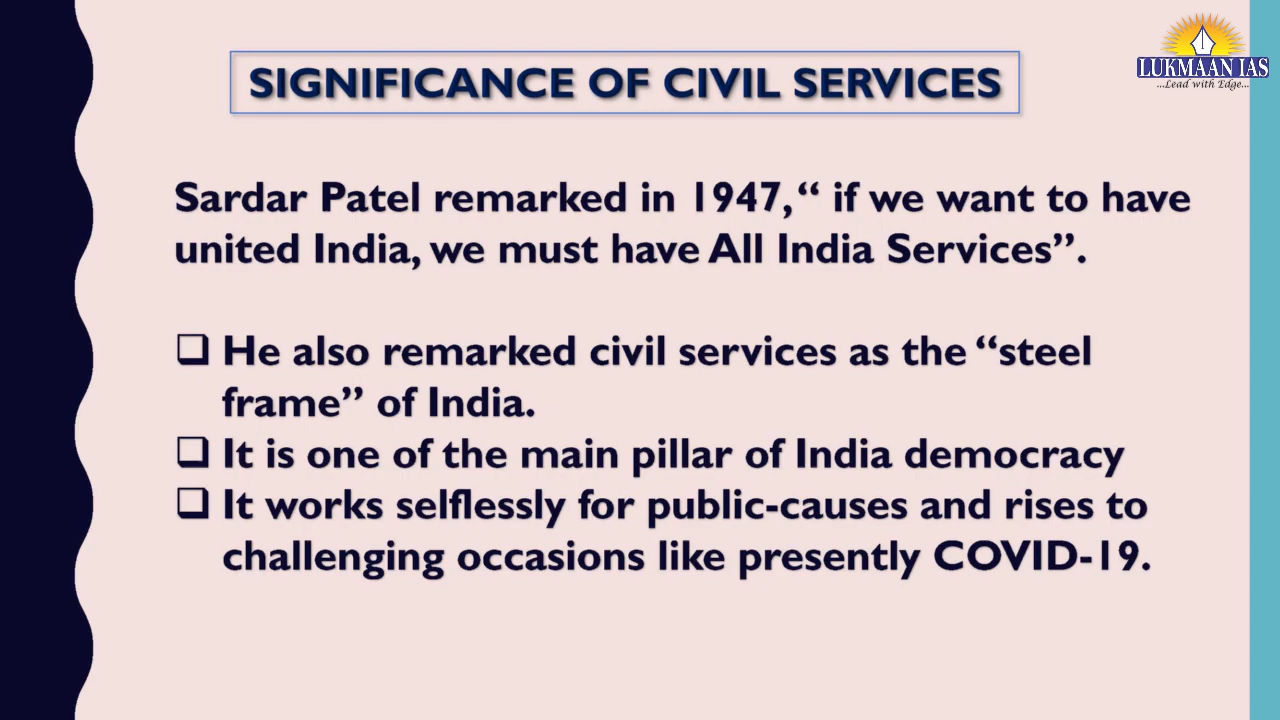 LUKMAAN IAS
...Lead with Edge...
SIGNIFICANCE OF CIVIL SERVICES
Sardar Patel remarked in 1947, “ if we want to have
united India, we must have All India Services”.
He also remarked civil services as the “steel
frame” of India.
It is one of the main pillar of India democracy
It works selflessly for public-causes and rises to
challenging occasions like presently COVID-19.